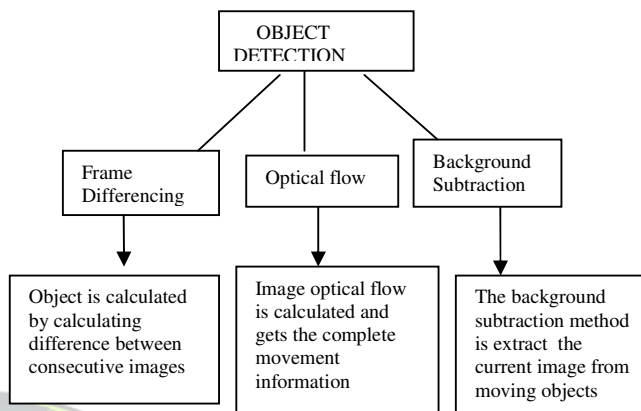 OBJECT
DETECTION
Frame
Differencing
Optical flow
Background
Subtraction
Object is calculated
by calculating
difference between
consecutive images
Image optical flow
is calculated and
gets the complete
movement
information
The background
subtraction method
is extract the
current image from
moving objects